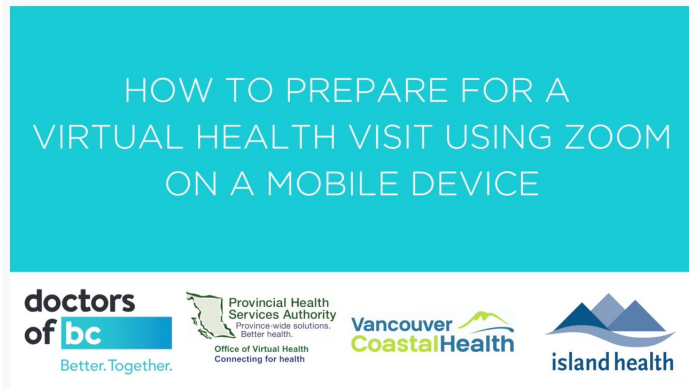 HOW TO PREPARE FOR A
VIRTUAL HEALTH VISIT USING ZOOM
ON A MOBILE DEVICE
doctors
of bc
Better.Together.
Provincial Health
Services Authority
Province-wide solutions.
Better health.
Office of Virtual Health
Connecting for health
Vancouver
CoastalHealth
island health